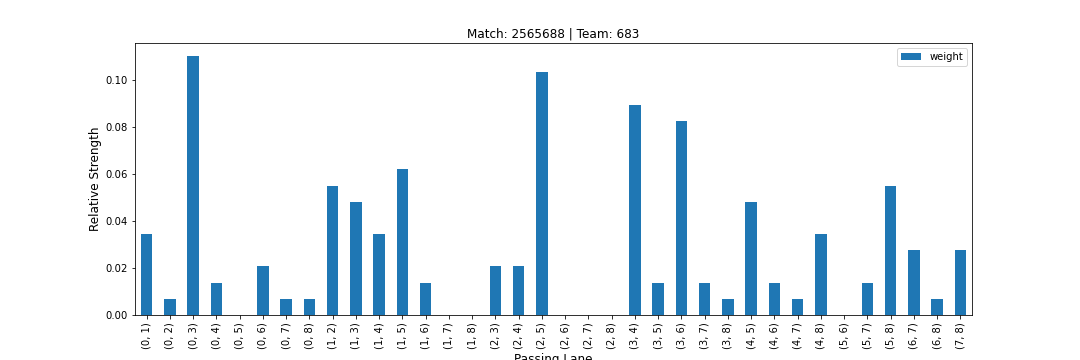 Match: 2565688 | Team: 683
weight
Relative Strength
0.10
0.08
0.06
0.04
0.02
0.00
(0, 1) (0, 2) (0, 3) (0, 4) (0, 5) (0, 6) (0, 7) (0, 8) (1, 2) (1, 3) (1, 4) (1, 5) (1, 6) (1, 7) (1, 8) (2, 3) (2, 4) (2, 5) (2, 6) (2, 7) (2, 8) (3, 4) (3, 5) (3, 6) (3, 7) (3, 8) (4, 5) (4, 6) (4, 7) (4, 8) (5, 6) (5, 7) (5, 8) (6, 7) (6, 8) (7, 8)
Passing Lane